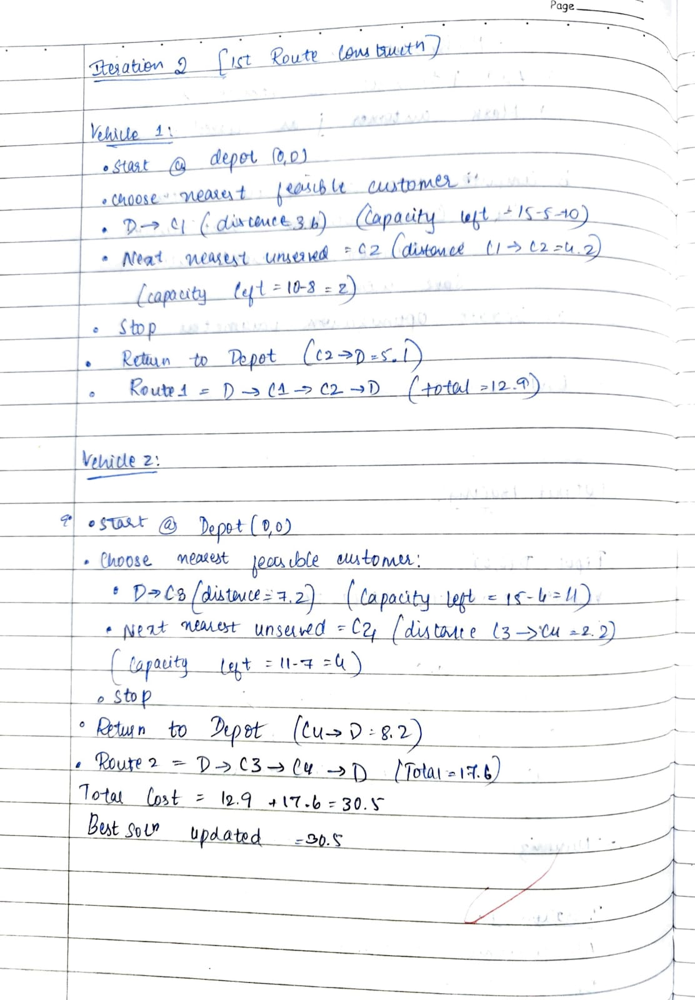 Page
Iteration 2 [1st Route Constructn]
Vehicle 1:
• Start @ depot (0,0)
• choose nearest feasible customer :
• D → C1 (distence 3.6) (Capacity left = 15-5=10)
• Next nearest unserved = C2 (distance C1 → C2 = 4.2)
(capacity left = 10-8 = 2)
• Stop
• Return to Depot (C2 → D = 5.1)
• Route 1 = D → C1 → C2 → D (total = 12.9)
Vehicle 2:
• Start @ Depot (0,0)
• Choose nearest feasible customer:
• D → C3 (distence = 7.2) (Capacity left = 15-4 = 11)
• Next nearest unserved = C4 (distance C3 → C4 = 2.2)
(Capacity left = 11-7 = 4)
• Stop
• Return to Depot (C4 → D = 8.2)
• Route 2 = D → C3 → C4 → D (Total = 17.6)
Total Cost = 12.9 + 17.6 = 30.5
Best soln updated = 30.5